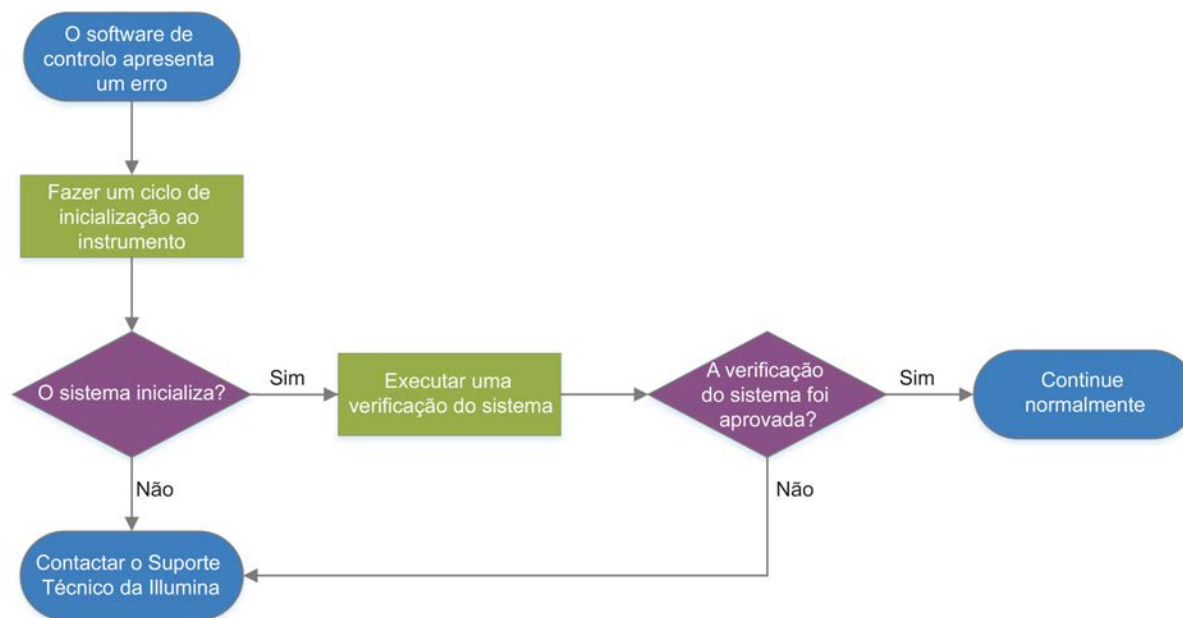 O software de
controlo apresenta
um erro
Fazer um ciclo de
inicialização ao
instrumento
O sistema inicializa?
Sim
Executar uma
verificação do sistema
A verificação
do sistema foi
aprovada?
Sim
Continue
normalmente
Não
Não
Contactar o Suporte
Técnico da Illumina